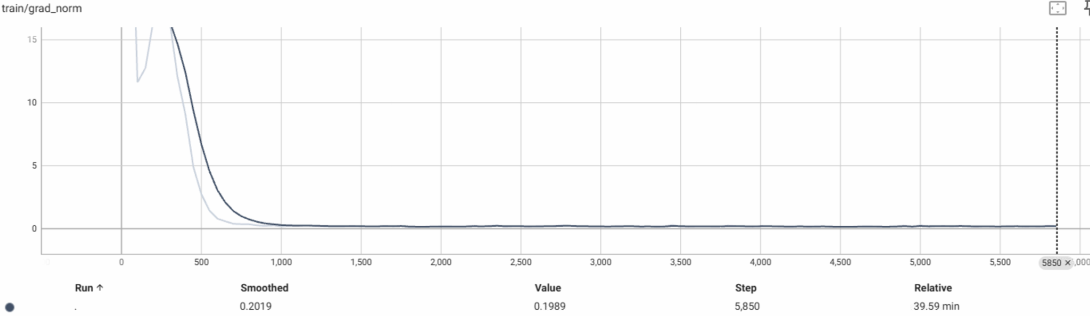 train/grad_norm
15
10
5
0
0 500 1,000 1,500 2,000 2,500 3,000 3,500 4,000 4,500 5,000 5,500 5850 ,000
Run Smoothed Value Step Relative
. 0.2019 0.1989 5,850 39.59 min